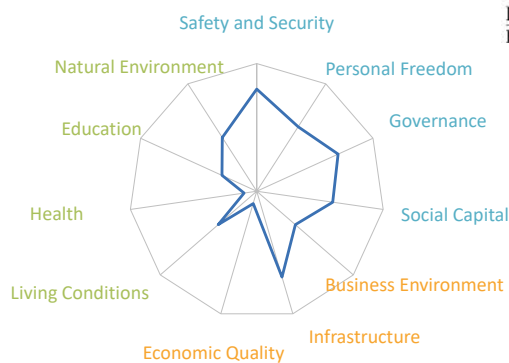 Safety and Security
Natural Environment
Personal Freedom
Education
Governance
Health
Social Capital
Living Conditions
Business Environment
Infrastructure
Economic Quality